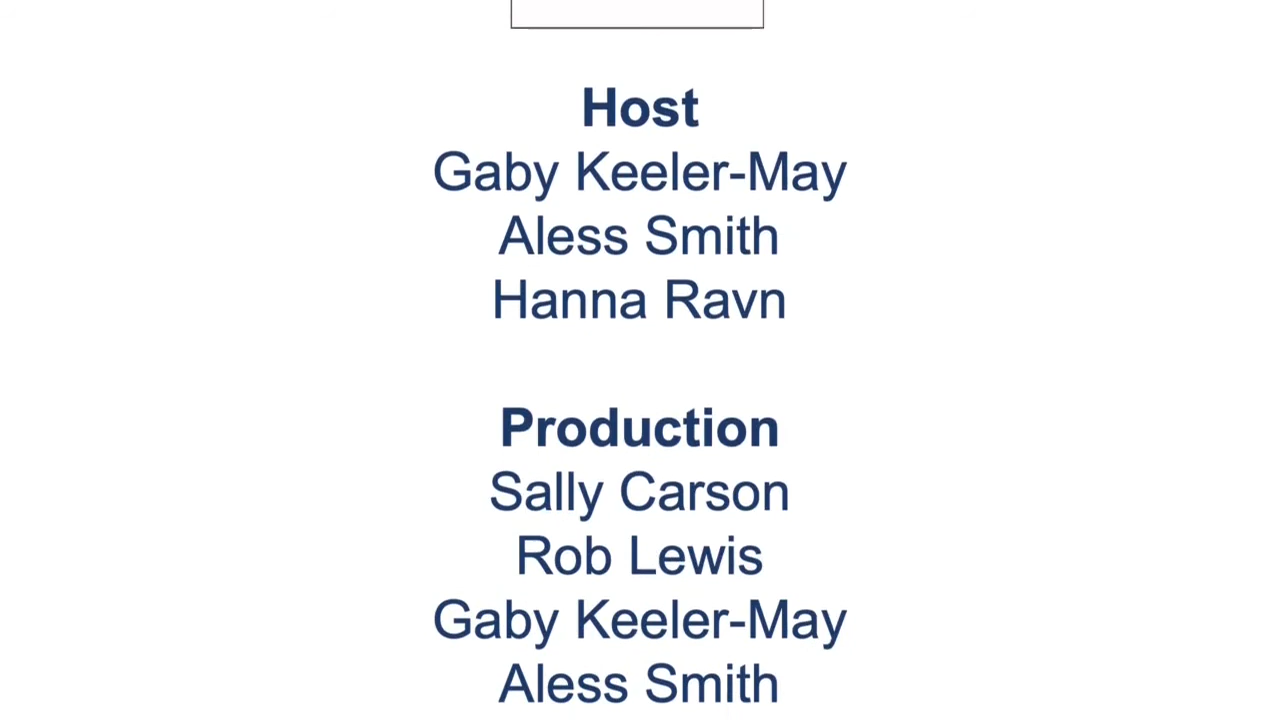 Host
Gaby Keeler-May
Aless Smith
Hanna Ravn
Production
Sally Carson
Rob Lewis
Gaby Keeler-May
Aless Smith